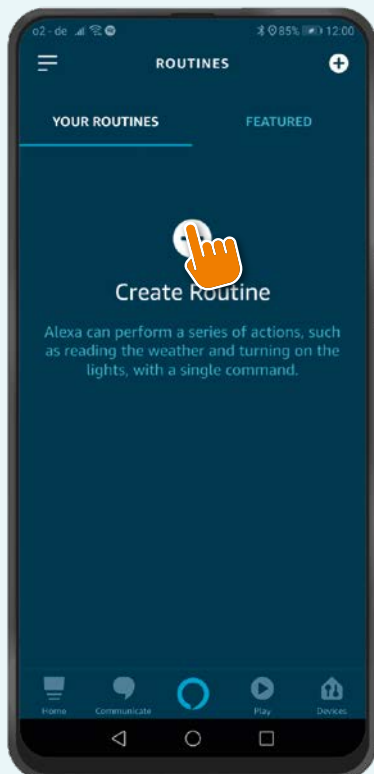 o2 - de 85% 12:00
ROUTINES
YOUR ROUTINES FEATURED
Create Routine
Alexa can perform a series of actions, such
as reading the weather and turning on the
lights, with a single command.
Home Communicate Play Devices